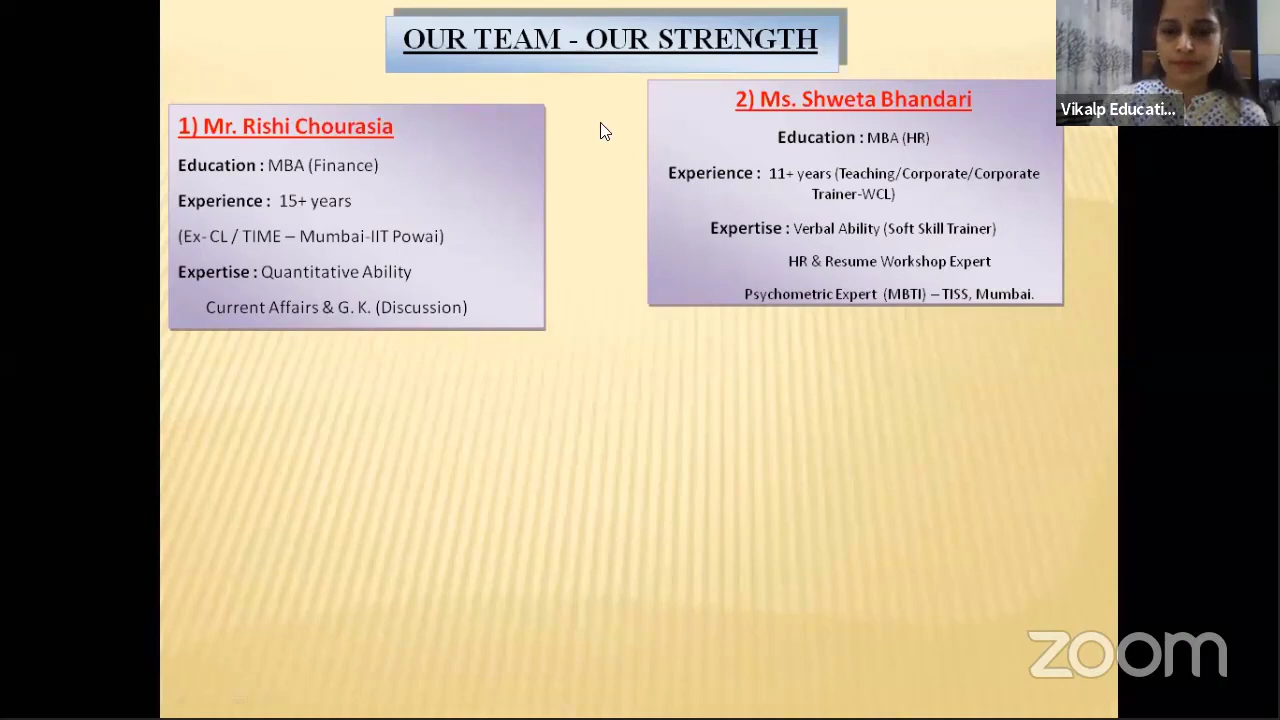 OUR TEAM - OUR STRENGTH
1) Mr. Rishi Chourasia
Education : MBA (Finance)
Experience : 15+ years
(Ex- CL / TIME – Mumbai-IIT Powai)
Expertise : Quantitative Ability
Current Affairs & G. K. (Discussion)
2) Ms. Shweta Bhandari
Education : MBA (HR)
Experience : 11+ years (Teaching/Corporate/Corporate
Trainer-WCL)
Expertise : Verbal Ability (Soft Skill Trainer)
HR & Resume Workshop Expert
Psychometric Expert (MBTI) – TISS, Mumbai.
Vikalp Educati...
zoom